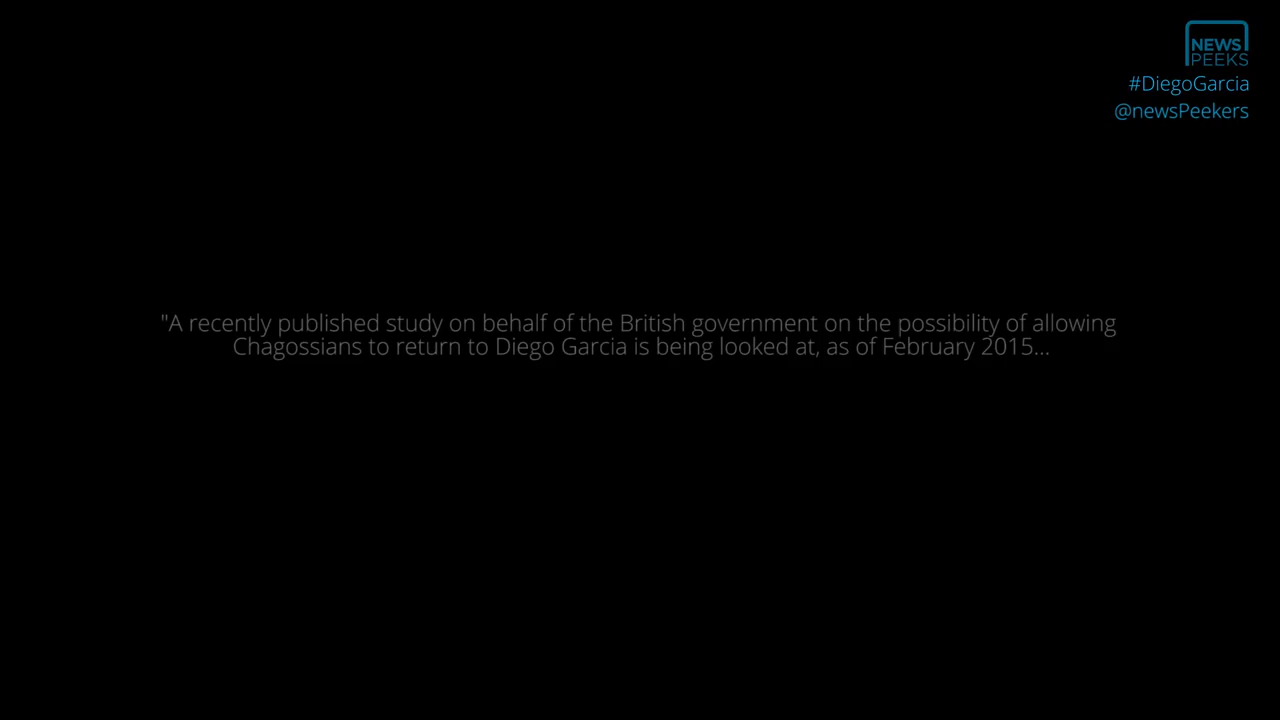 NEWS
PEEKS
#DiegoGarcia
@newsPeekers
"A recently published study on behalf of the British government on the possibility of allowing
Chagossians to return to Diego Garcia is being looked at, as of February 2015...